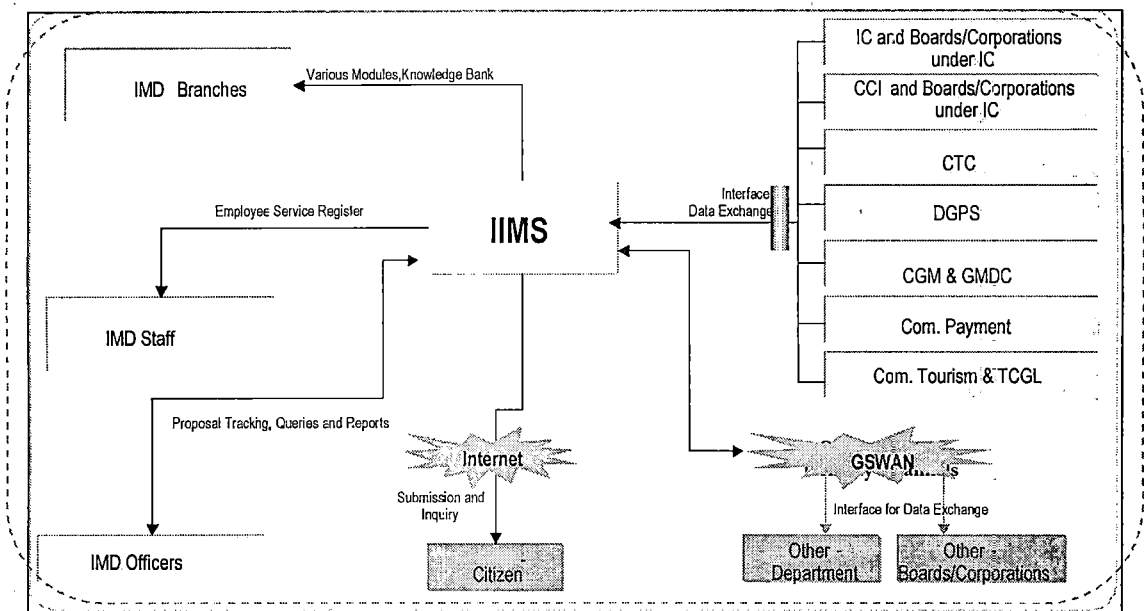 IC and Boards/Corporations
under IC
IMD Branches
Various Modules,Knowledge Bank
CCI and Boards/Corporations
under IC
CTC
Interface
Data Exchange
Employee Service Register
IIMS
DGPS
CGM & GMDC
IMD Staff
Com. Payment
Com. Tourism & TCGL
Proposal Tracking, Queries and Reports
Internet
GSWAN
Submission and
Inquiry
Interface for Data Exchange
IMD Officers
Citizen
Other -
Department
Other -
Boards/Corporations